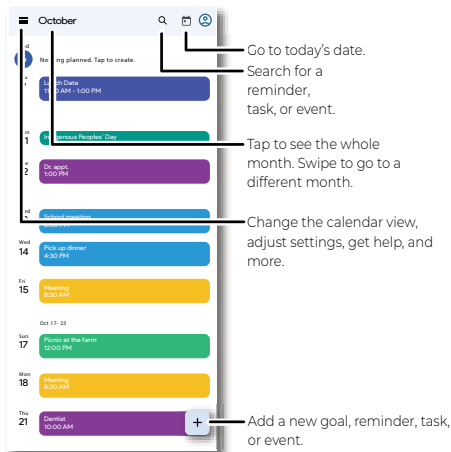 October
Nothing planned. Tap to create.
Lunch Date
AM - 1:00 PM
Indigenous Peoples' Day
Dr. appt.
1:00 PM
School meeting
PM
Wed
14
Pick up dinner
4:30 PM
Fri
15
Meeting
8:30 AM
Oct 17- 23
Sun
17
Picnic at the farm
12:00 PM
Mon
18
Meeting
8:30 AM
Thu
21
Dentist
10:00 AM
+
Go to today's date.
Search for a
reminder,
task, or event.
Tap to see the whole
month. Swipe to go to a
different month.
Change the calendar view,
adjust settings, get help, and
more.
Add a new goal, reminder, task,
or event.